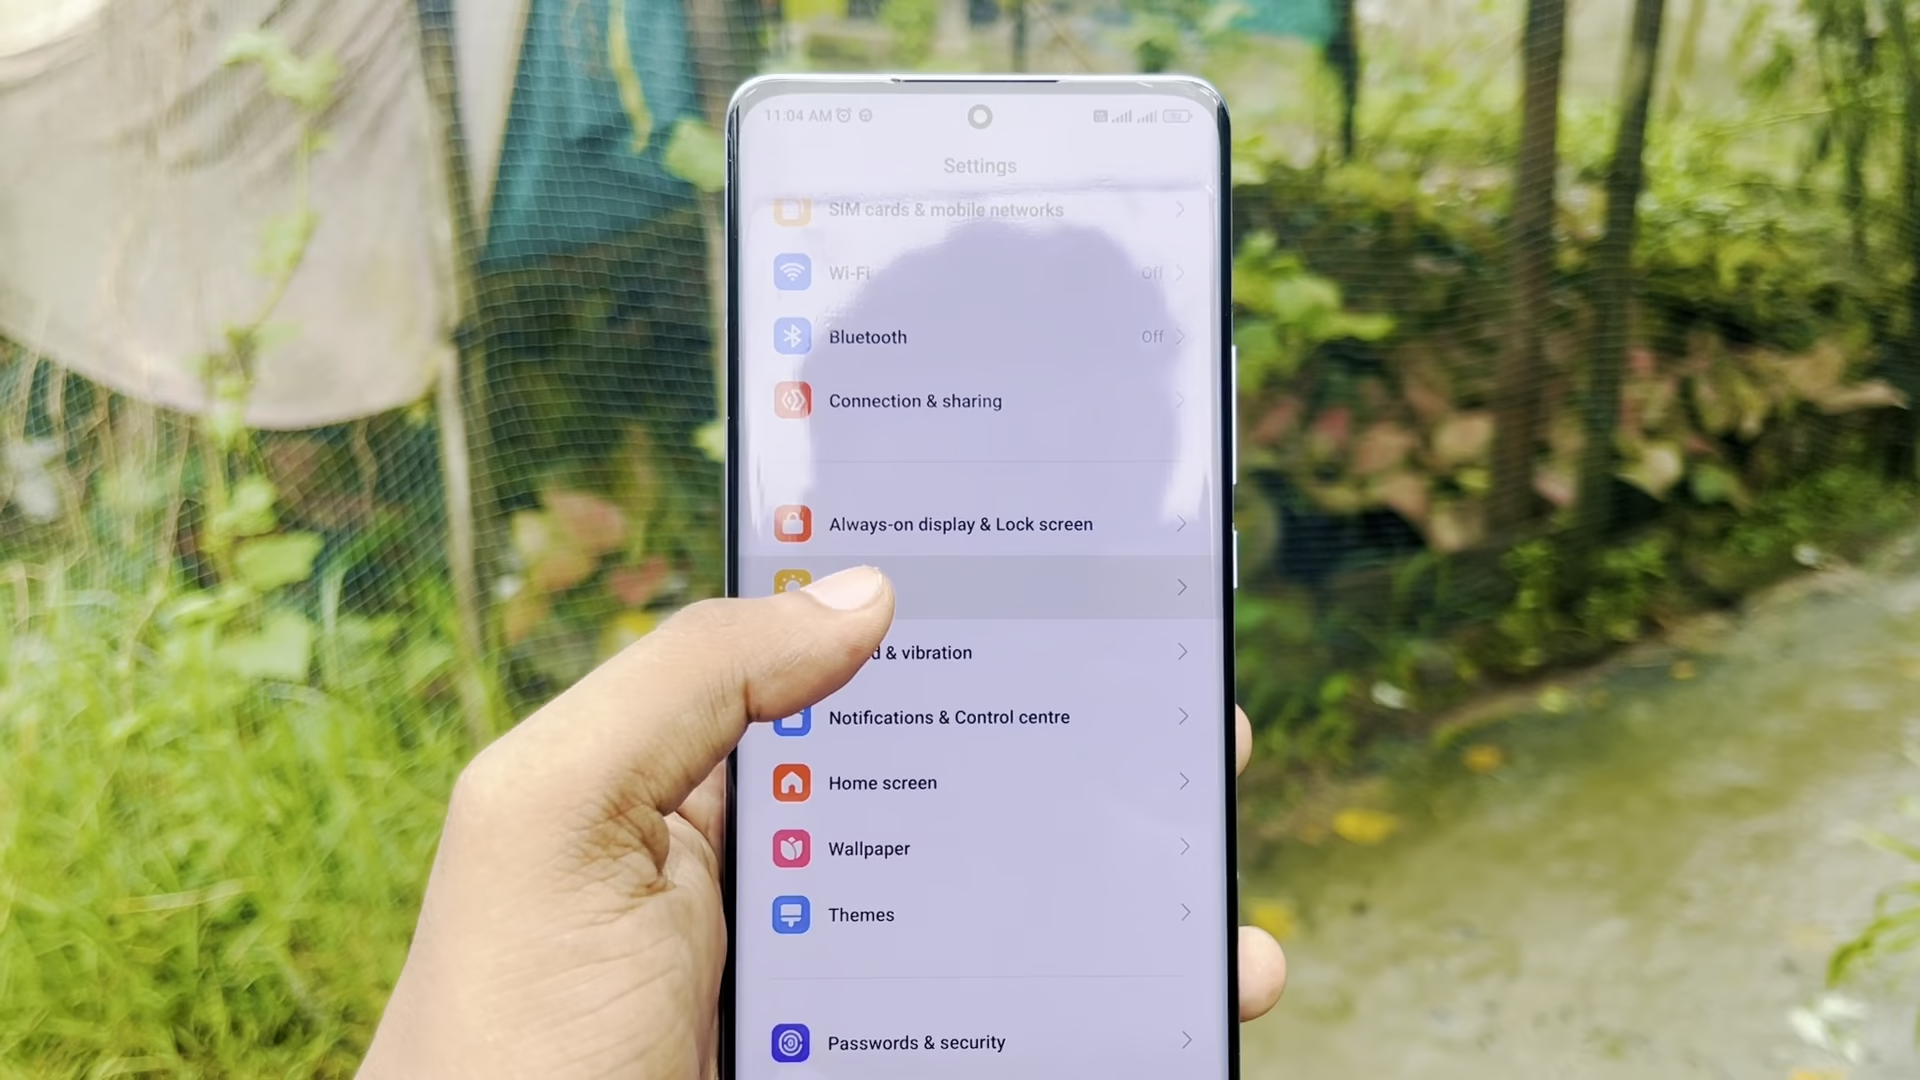 11:04 AM
Settings
SIM cards & mobile networks
Wi-Fi Off
Bluetooth Off
Connection & sharing
Always-on display & Lock screen
d & vibration
Notifications & Control centre
Home screen
Wallpaper
Themes
Passwords & security